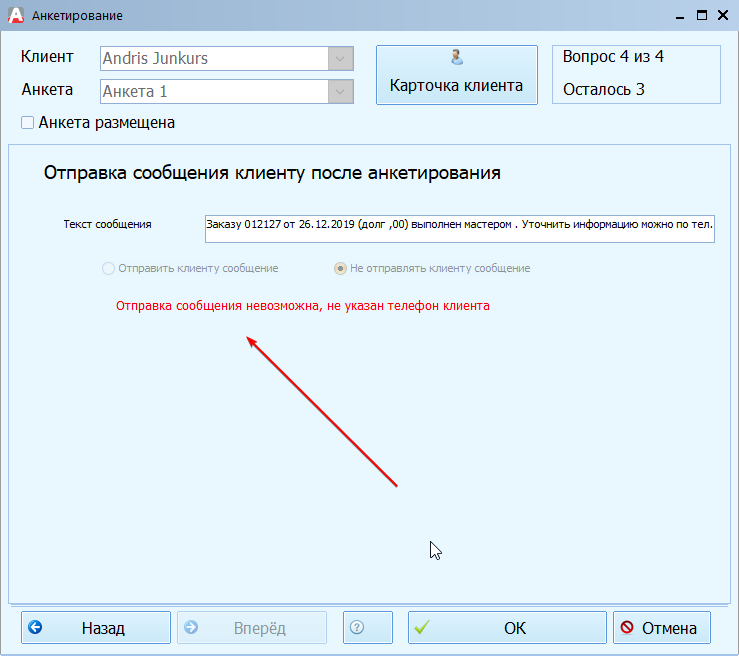 Анкетирование
Клиент
Andris Junkurs
Карточка клиента
Вопрос 4 из 4
Анкета
Анкета 1
Осталось 3
Анкета размещена
Отправка сообщения клиенту после анкетирования
Текст сообщения
Заказу 012127 от 26.12.2019 (долг ,00) выполнен мастером . Уточнить информацию можно по тел.
Отправить клиенту сообщение
Не отправлять клиенту сообщение
Отправка сообщения невозможна, не указан телефон клиента
Назад
Вперёд
ОК
Отмена